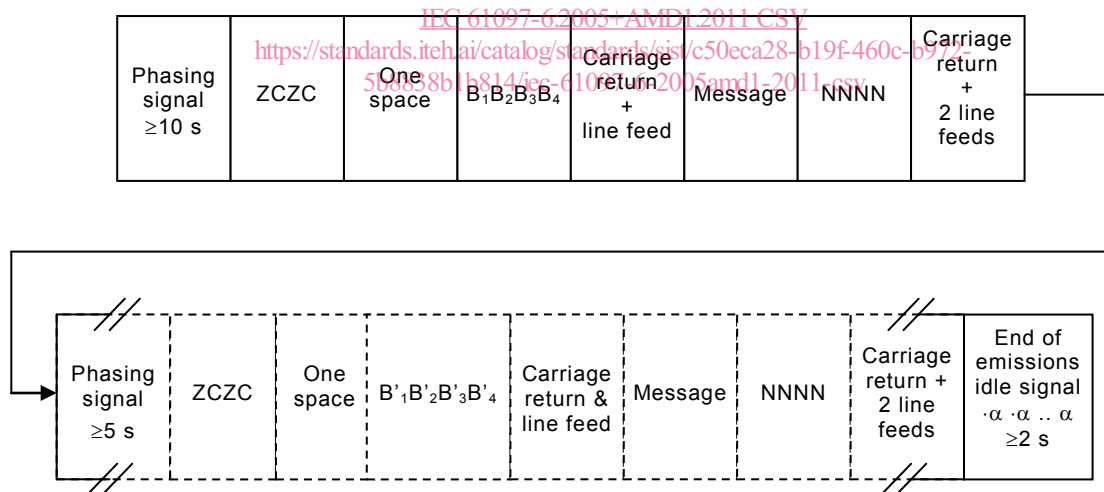 IEC 61097-6:2005+AMD1:2011 CSV
https://standards.iteh.ai/catalog/standards/sist/c50eca28-b19f-460c-b972-
5b8838b1b814/iec-61097-6-2005amd1-2011-csv
Phasing
signal
≥10 s
ZCZC
One
space
B₁B₂B₃B₄
Carriage
return
+
line feed
Message
NNNN
Carriage
return
+
2 line
feeds
Phasing
signal
≥5 s
ZCZC
One
space
B'₁B'₂B'₃B'₄
Carriage
return &
line feed
Message
NNNN
Carriage
return +
2 line
feeds
End of
emissions
idle signal
·α ·α .. α
≥2 s